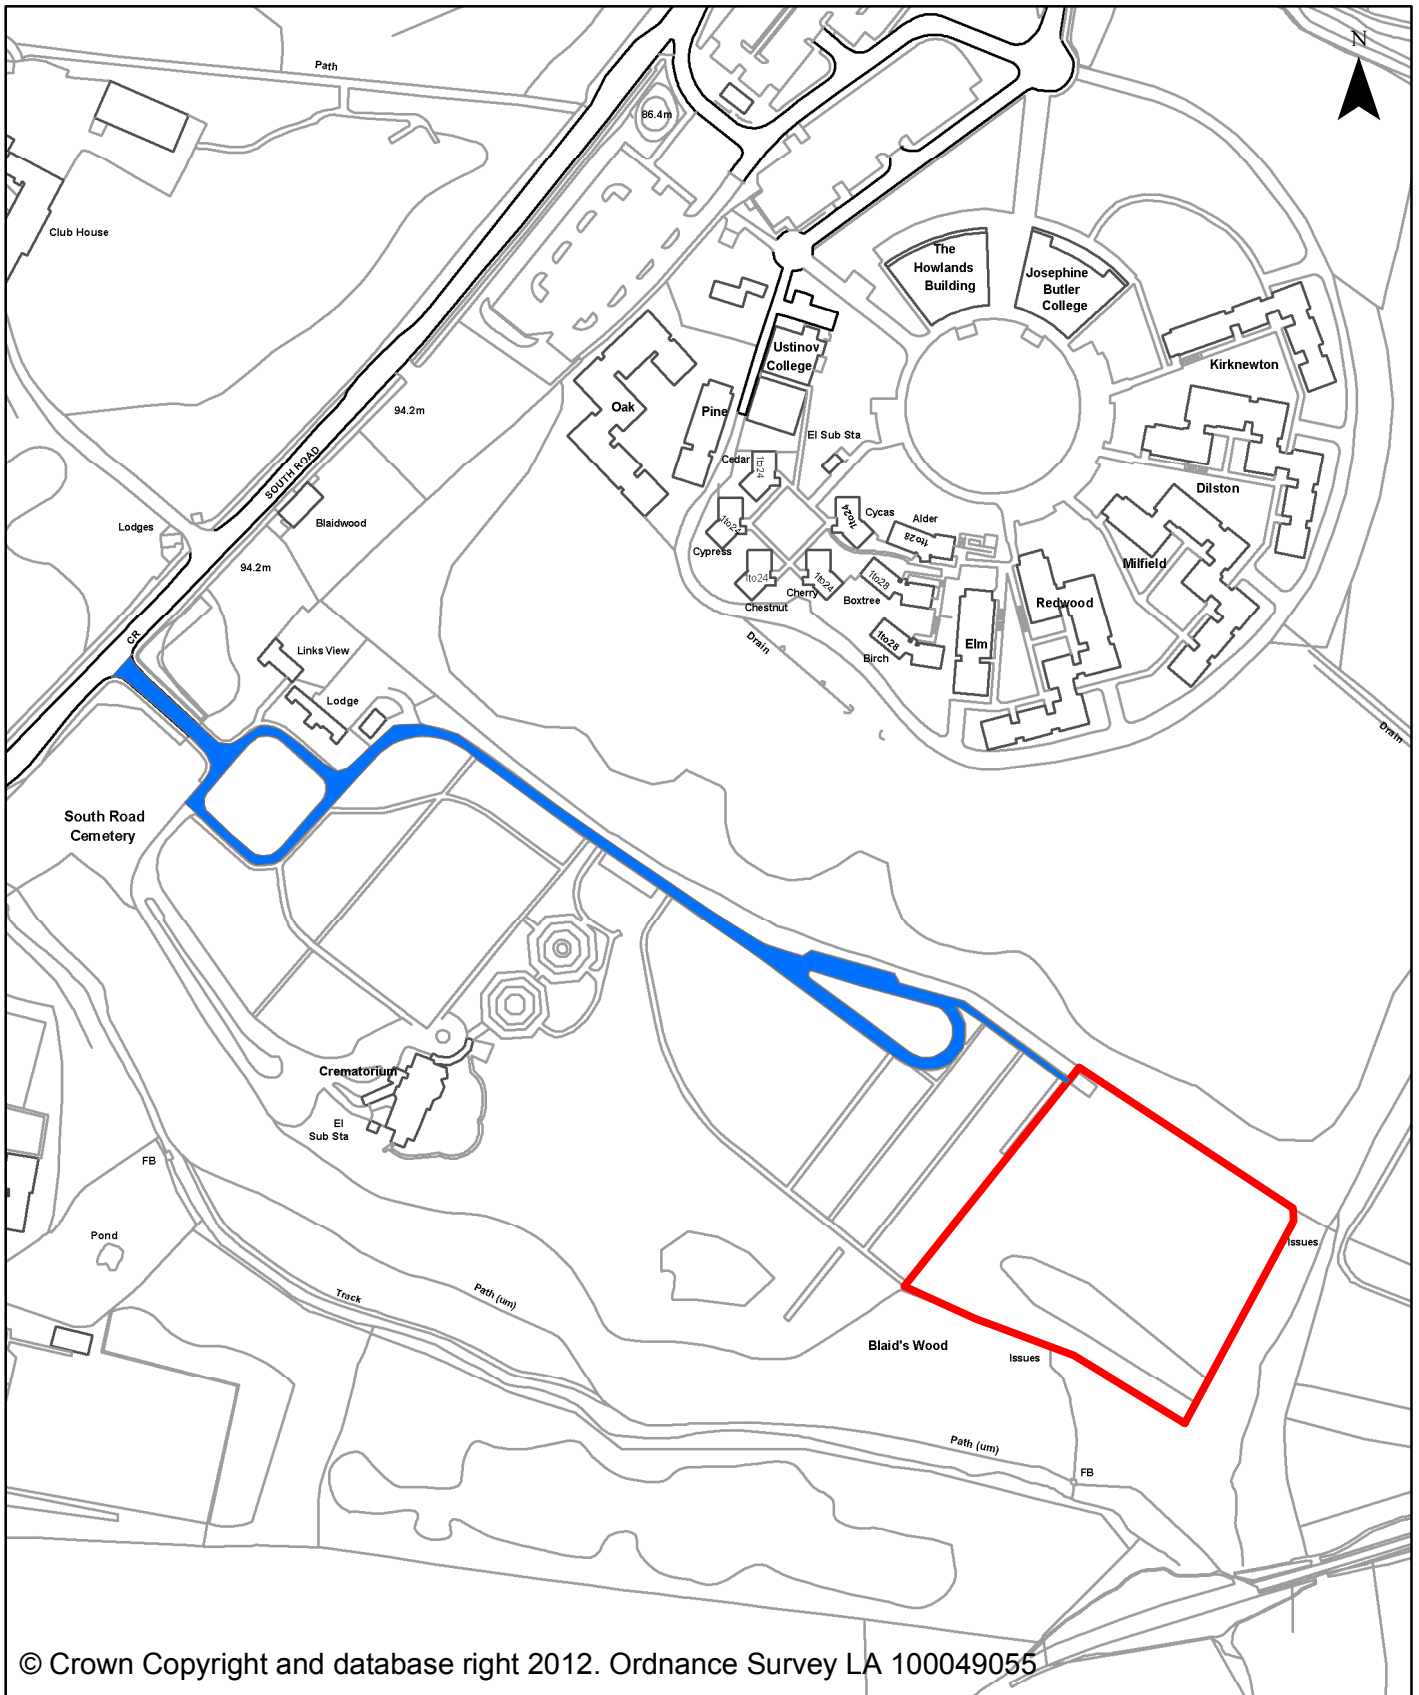 N
Path
86.4m
Club House
The
Howlands
Building
Josephine
Butler
College
Ustinov
College
Kirknewton
Oak
Pine
94.2m
El Sub Sta
SOUTH ROAD
Cedar
1to24
Dilston
Lodges
Blaidwood
1to24
Cypress
1to24
Cycas
Alder
1to28
94.2m
Milfield
1to24
Chestnut
1to24
Cherry
1to28
Boxtree
Redwood
CR
Drain
1to28
Birch
Elm
Links View
Lodge
Drain
South Road
Cemetery
Crematorium
El
Sub Sta
FB
Pond
Issues
Track
Path (um)
Blaid's Wood
Issues
Path (um)
FB
© Crown Copyright and database right 2012. Ordnance Survey LA 100049055